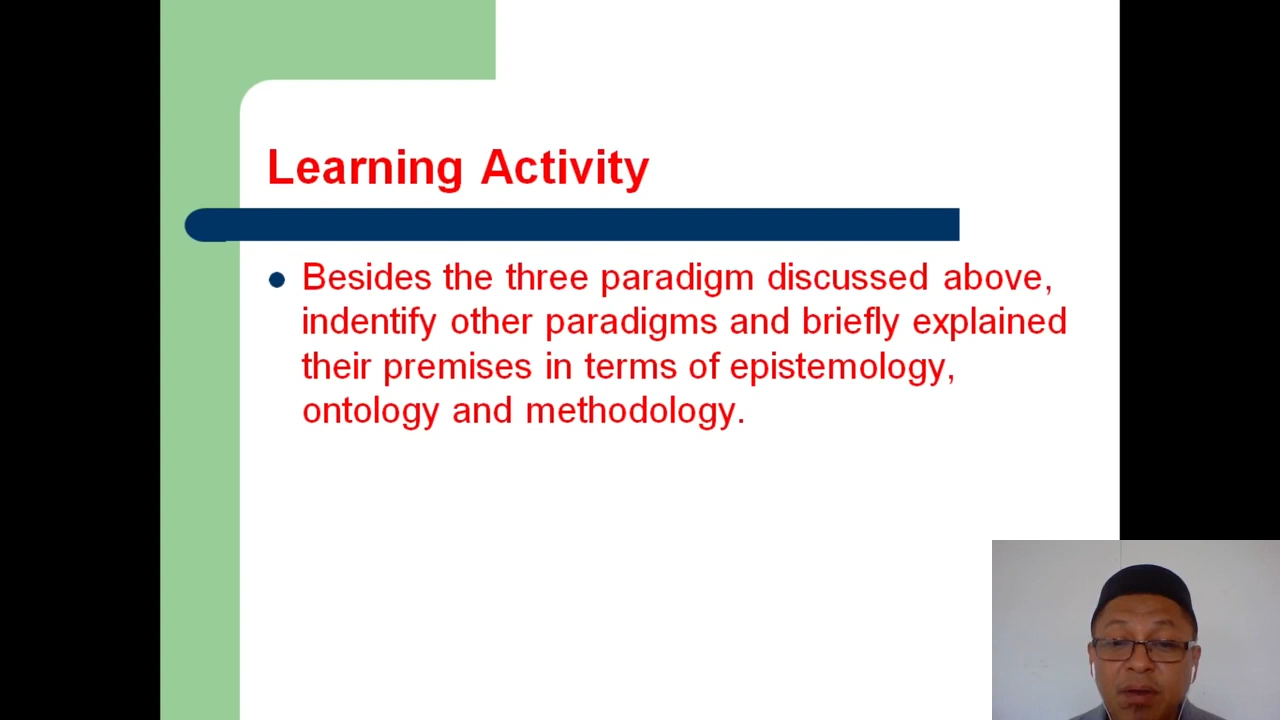 Learning Activity
Besides the three paradigm discussed above,
indentify other paradigms and briefly explained
their premises in terms of epistemology,
ontology and methodology.